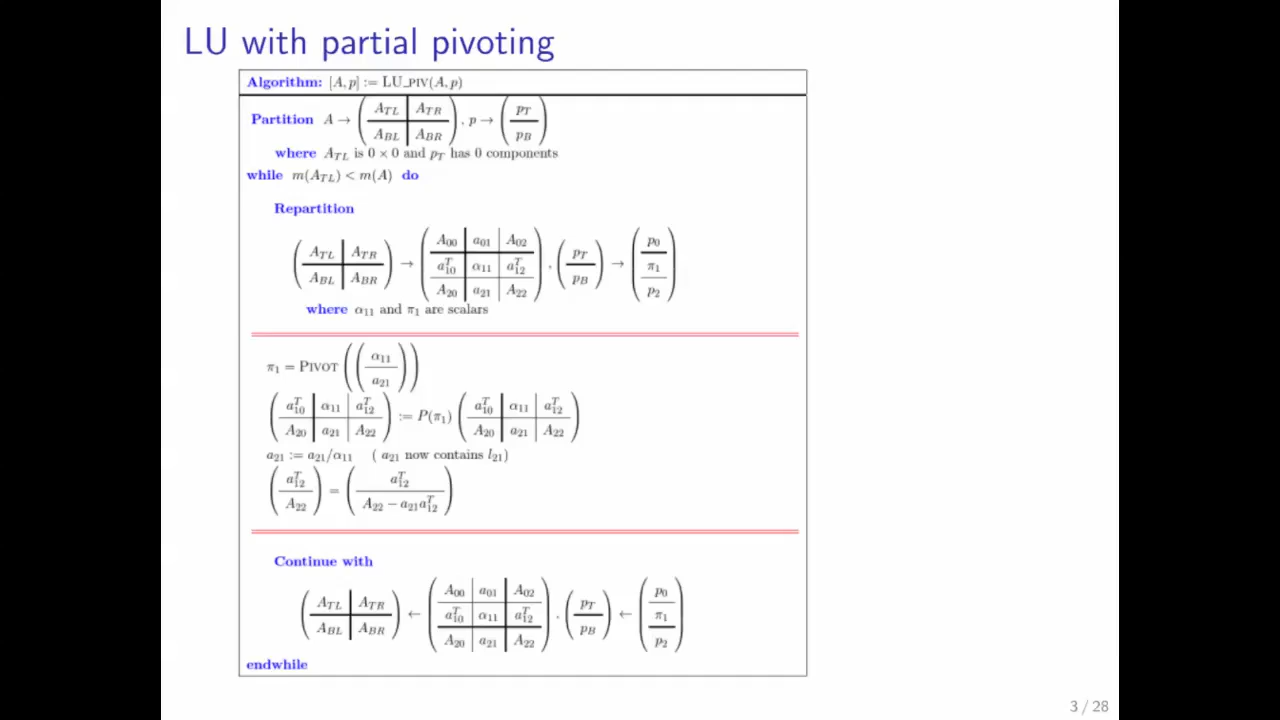 LU with partial pivoting
Algorithm: [A, p] := LU_PIV(A, p)
Partition A → ( A_TL | A_TR ; A_BL | A_BR ) , p → ( p_T ; p_B )
where A_TL is 0 × 0 and p_T has 0 components
while m(A_TL) < m(A) do
Repartition
( A_TL | A_TR ; A_BL | A_BR ) → ( A_00 | a_01 | A_02 ; a_10^T | α_11 | a_12^T ; A_20 | a_21 | A_22 ) , ( p_T ; p_B ) → ( p_0 ; π_1 ; p_2 )
where α_11 and π_1 are scalars
π_1 = PIVOT ( ( α_11 ; a_21 ) )
( a_10^T | α_11 | a_12^T ; A_20 | a_21 | A_22 ) := P(π_1) ( a_10^T | α_11 | a_12^T ; A_20 | a_21 | A_22 )
a_21 := a_21/α_11 ( a_21 now contains l_21)
( a_12^T ; A_22 ) = ( a_12^T ; A_22 − a_21 a_12^T )
Continue with
( A_TL | A_TR ; A_BL | A_BR ) ← ( A_00 | a_01 | A_02 ; a_10^T | α_11 | a_12^T ; A_20 | a_21 | A_22 ) , ( p_T ; p_B ) ← ( p_0 ; π_1 ; p_2 )
endwhile
3 / 28